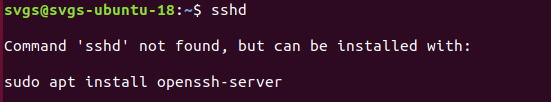 svgs@svgs-ubuntu-18:~$ sshd
Command 'sshd' not found, but can be installed with:
sudo apt install openssh-server